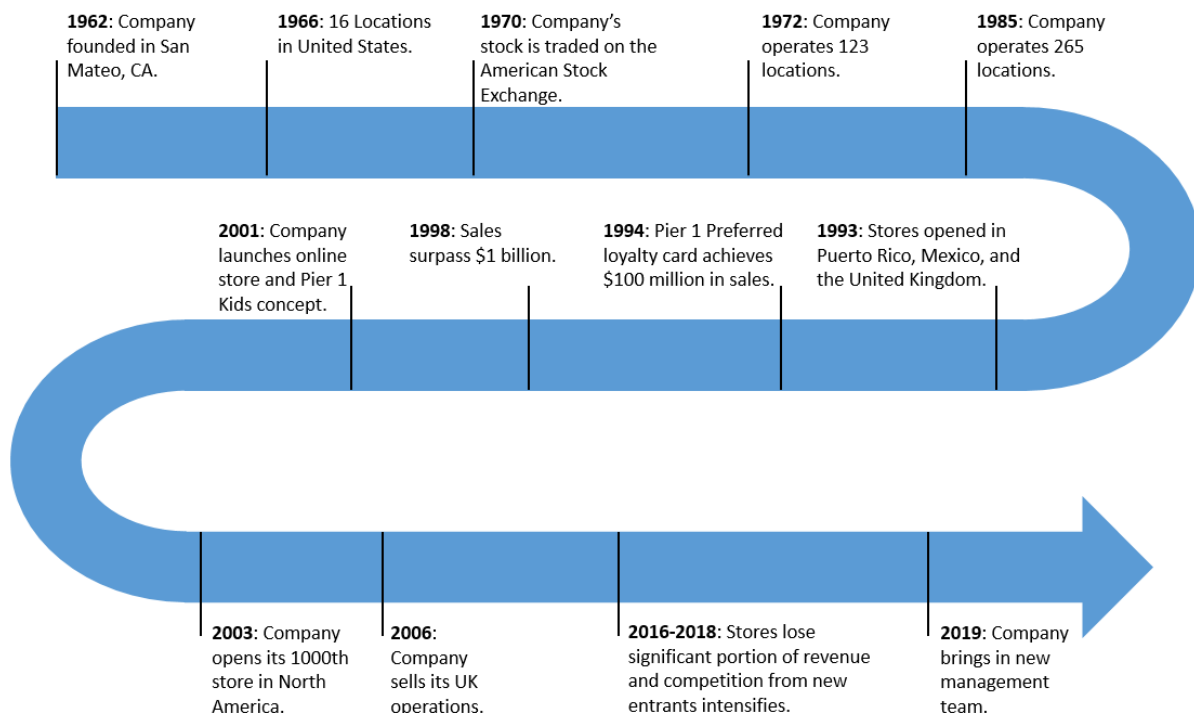 1962: Company
founded in San
Mateo, CA.
1966: 16 Locations
in United States.
1970: Company’s
stock is traded on the
American Stock
Exchange.
1972: Company
operates 123
locations.
1985: Company
operates 265
locations.
1993: Stores opened in
Puerto Rico, Mexico, and
the United Kingdom.
1994: Pier 1 Preferred
loyalty card achieves
$100 million in sales.
1998: Sales
surpass $1 billion.
2001: Company
launches online
store and Pier 1
Kids concept.
2003: Company
opens its 1000th
store in North
America.
2006:
Company
sells its UK
operations.
2016-2018: Stores lose
significant portion of revenue
and competition from new
entrants intensifies.
2019: Company
brings in new
management
team.